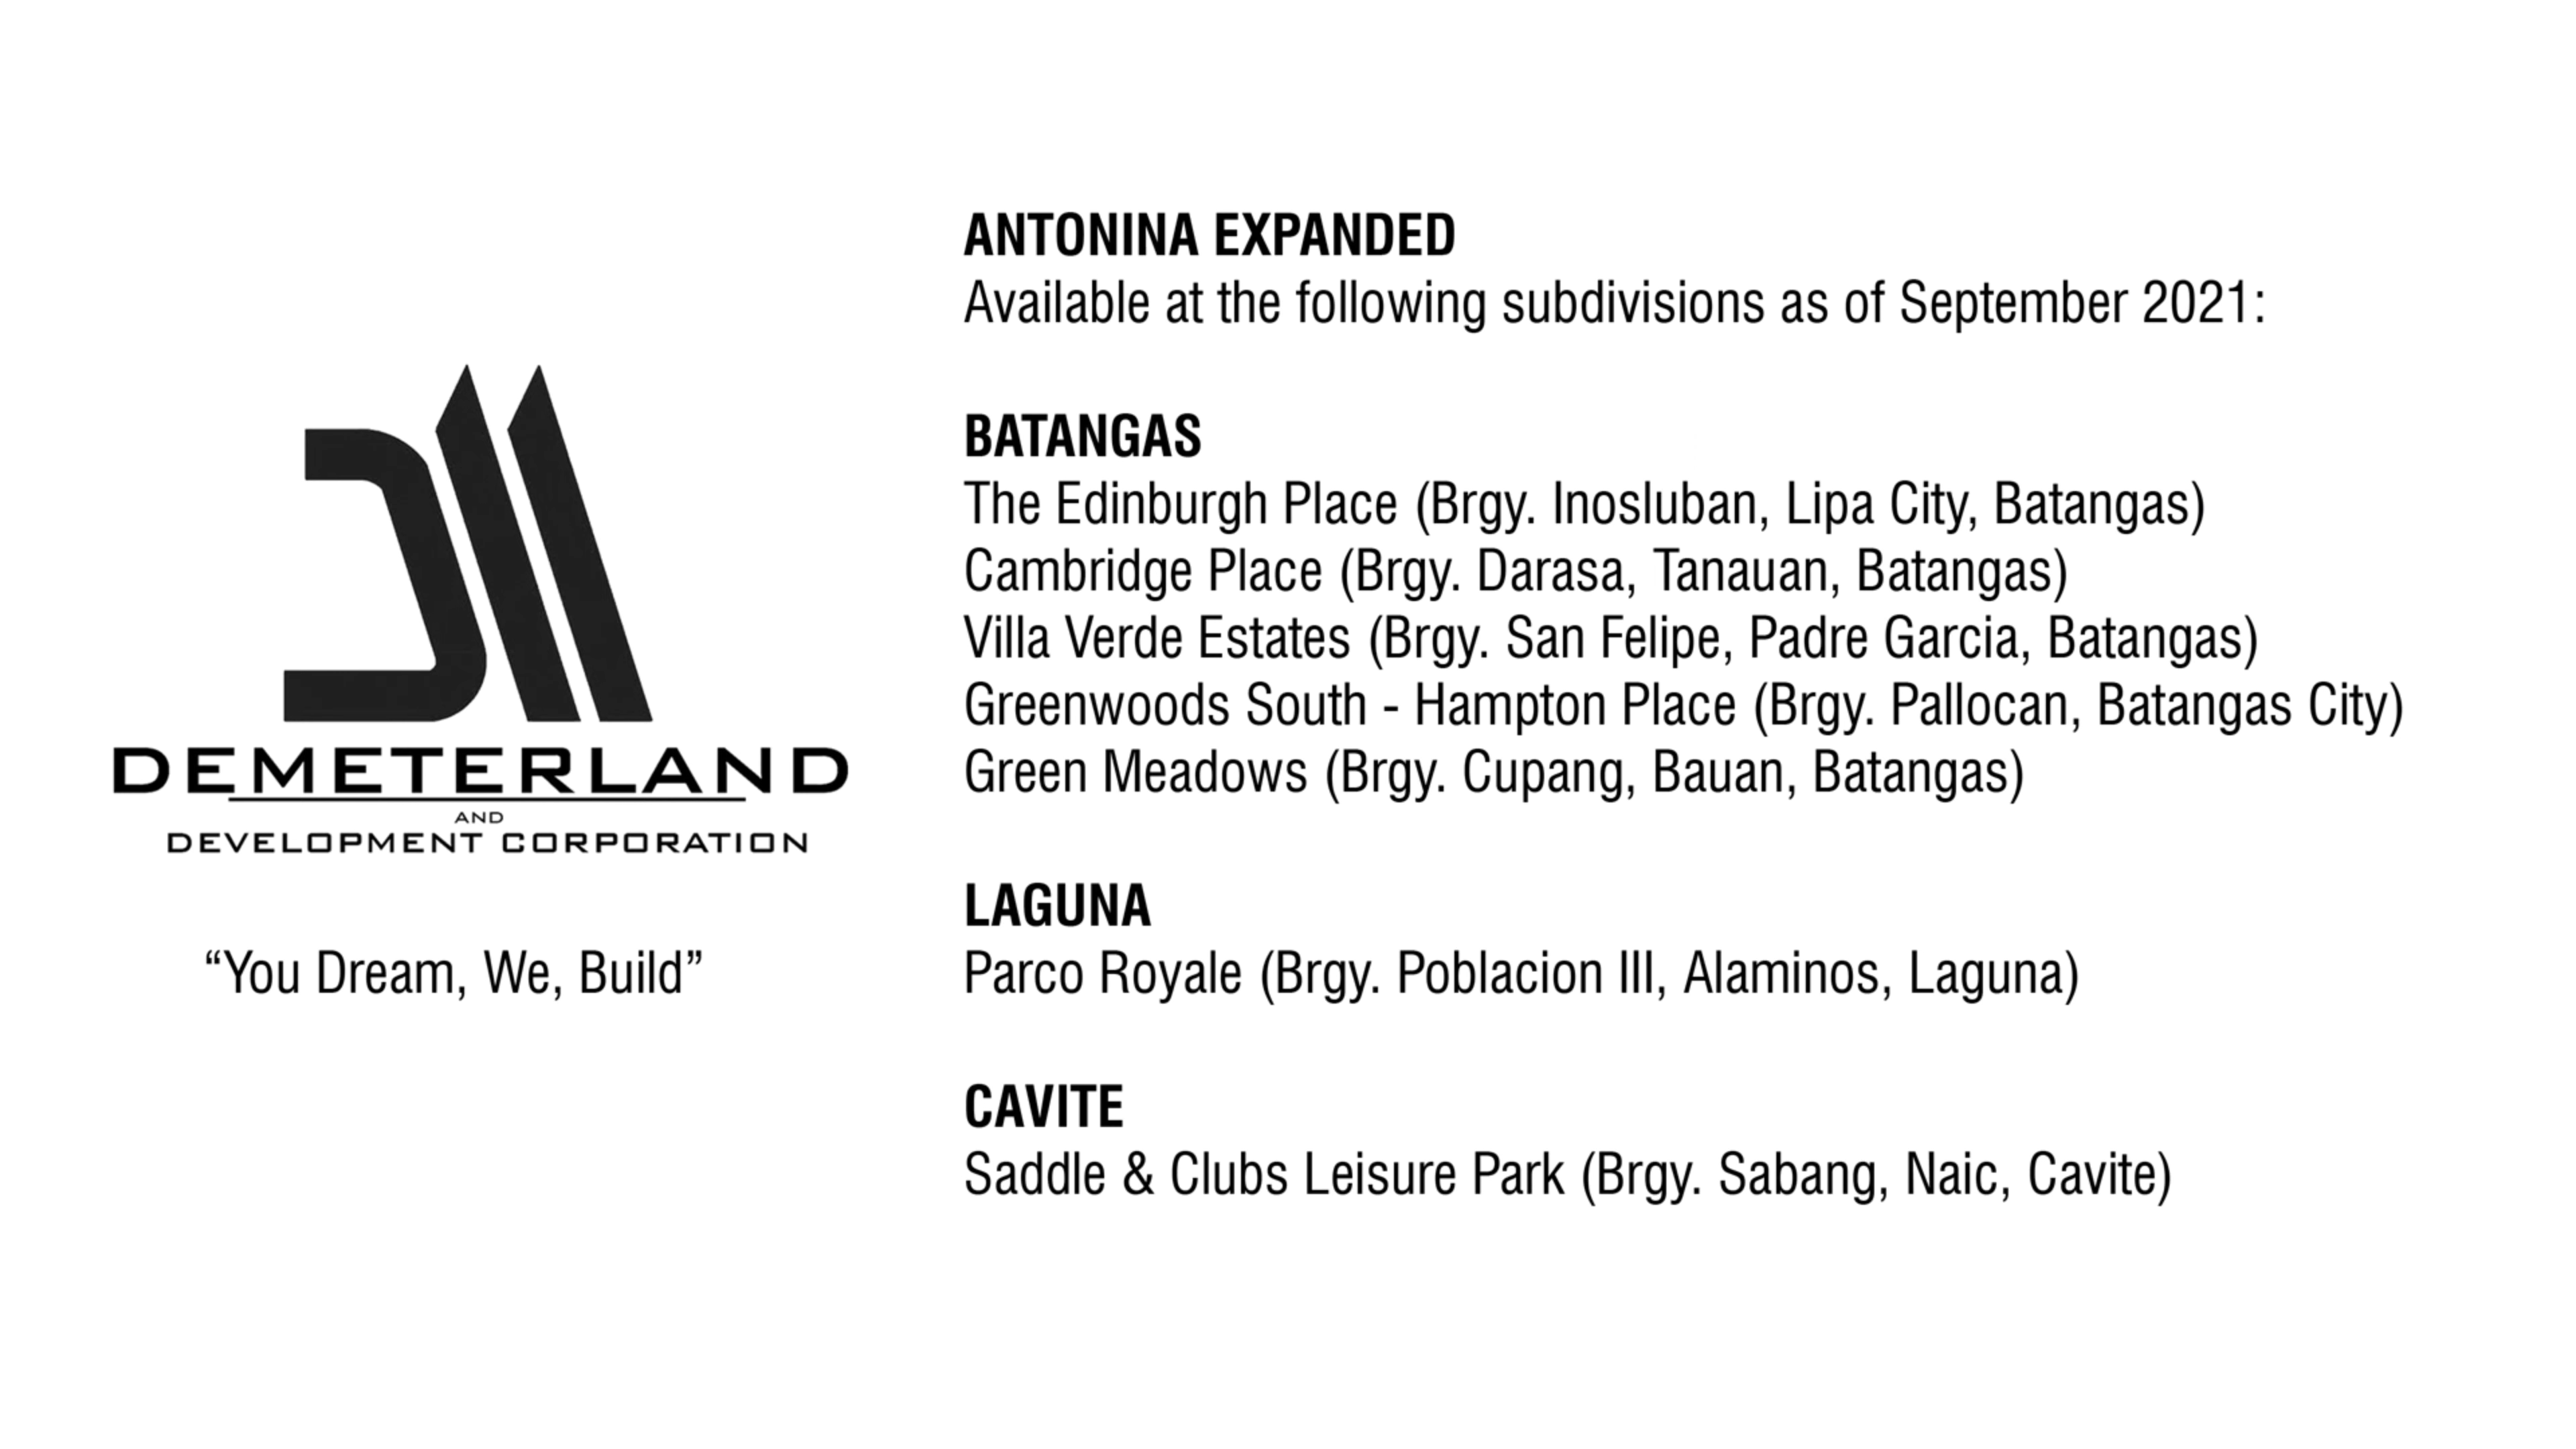 DEMETERLAND
AND
DEVELOPMENT CORPORATION
“You Dream, We, Build”
ANTONINA EXPANDED
Available at the following subdivisions as of September 2021:
BATANGAS
The Edinburgh Place (Brgy. Inosluban, Lipa City, Batangas)
Cambridge Place (Brgy. Darasa, Tanauan, Batangas)
Villa Verde Estates (Brgy. San Felipe, Padre Garcia, Batangas)
Greenwoods South - Hampton Place (Brgy. Pallocan, Batangas City)
Green Meadows (Brgy. Cupang, Bauan, Batangas)
LAGUNA
Parco Royale (Brgy. Poblacion III, Alaminos, Laguna)
CAVITE
Saddle & Clubs Leisure Park (Brgy. Sabang, Naic, Cavite)